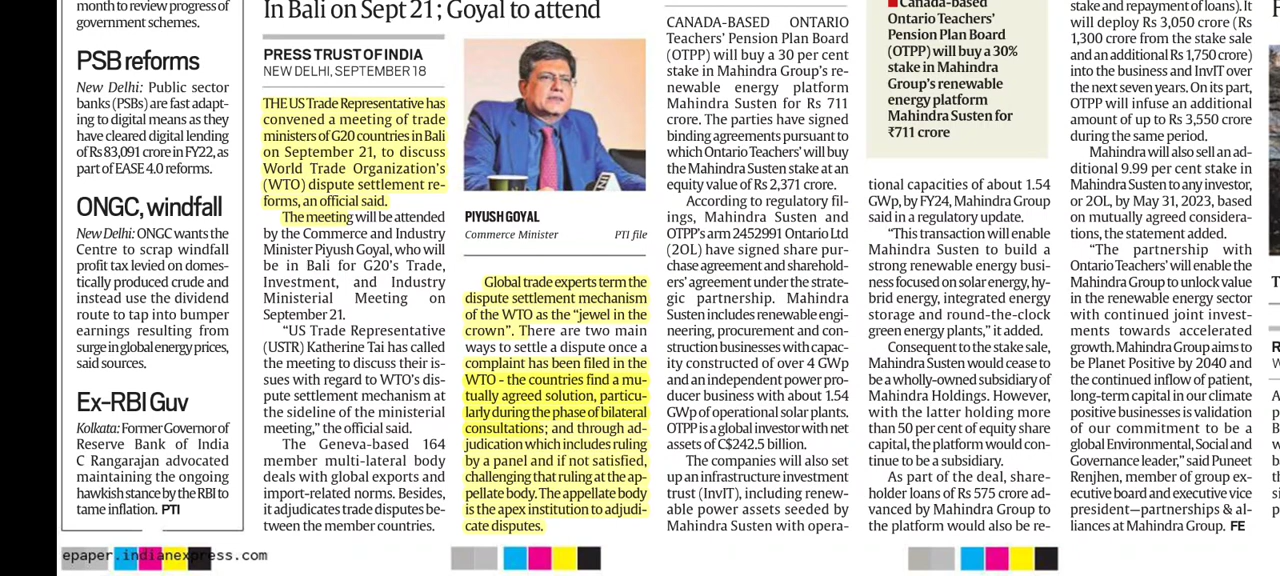 month to review progress of
government schemes.
PSB reforms
New Delhi: Public sector
banks (PSBs) are fast adapt-
ing to digital means as they
have cleared digital lending
of Rs 83,091 crore in FY22, as
part of EASE 4.0 reforms.
ONGC, windfall
New Delhi: ONGC wants the
Centre to scrap windfall
profit tax levied on domes-
tically produced crude and
instead use the dividend
route to tap into bumper
earnings resulting from
surge in global energy prices,
said sources.
Ex-RBI Guv
Kolkata: Former Governor of
Reserve Bank of India
C Rangarajan advocated
maintaining the ongoing
hawkish stance by the RBI to
tame inflation. PTI
In Bali on Sept 21; Goyal to attend
PRESS TRUST OF INDIA
NEW DELHI, SEPTEMBER 18
THE US Trade Representative has
convened a meeting of trade
ministers of G20 countries in Bali
on September 21, to discuss
World Trade Organization's
(WTO) dispute settlement re-
forms, an official said.
The meeting will be attended
by the Commerce and Industry
Minister Piyush Goyal, who will
be in Bali for G20's Trade,
Investment, and Industry
Ministerial Meeting on
September 21.
“US Trade Representative
(USTR) Katherine Tai has called
the meeting to discuss their is-
sues with regard to WTO's dis-
pute settlement mechanism at
the sideline of the ministerial
meeting,” the official said.
The Geneva-based 164
member multi-lateral body
deals with global exports and
import-related norms. Besides,
it adjudicates trade disputes be-
tween the member countries.
PIYUSH GOYAL
Commerce Minister PTI file
Global trade experts term the
dispute settlement mechanism
of the WTO as the “jewel in the
crown”. There are two main
ways to settle a dispute once a
complaint has been filed in the
WTO - the countries find a mu-
tually agreed solution, particu-
larly during the phase of bilateral
consultations; and through ad-
judication which includes ruling
by a panel and if not satisfied,
challenging that ruling at the ap-
pellate body. The appellate body
is the apex institution to adjudi-
cate disputes.
CANADA-BASED ONTARIO
Teachers' Pension Plan Board
(OTPP) will buy a 30 per cent
stake in Mahindra Group's re-
newable energy platform
Mahindra Susten for Rs 711
crore. The parties have signed
binding agreements pursuant to
which Ontario Teachers' will buy
the Mahindra Susten stake at an
equity value of Rs 2,371 crore.
According to regulatory fil-
ings, Mahindra Susten and
OTPP's arm 2452991 Ontario Ltd
(2OL) have signed share pur-
chase agreement and sharehold-
ers' agreement under the strate-
gic partnership. Mahindra
Susten includes renewable engi-
neering, procurement and con-
struction businesses with capac-
ity constructed of over 4 GWp
and an independent power pro-
ducer business with about 1.54
GWp of operational solar plants.
OTPP is a global investor with net
assets of C$242.5 billion.
The companies will also set
up an infrastructure investment
trust (InvIT), including renew-
able power assets seeded by
Mahindra Susten with opera-
Canada-based
Ontario Teachers'
Pension Plan Board
(OTPP) will buy a 30%
stake in Mahindra
Group's renewable
energy platform
Mahindra Susten for
₹711 crore
tional capacities of about 1.54
GWp, by FY24, Mahindra Group
said in a regulatory update.
“This transaction will enable
Mahindra Susten to build a
strong renewable energy busi-
ness focused on solar energy, hy-
brid energy, integrated energy
storage and round-the-clock
green energy plants,” it added.
Consequent to the stake sale,
Mahindra Susten would cease to
be a wholly-owned subsidiary of
Mahindra Holdings. However,
with the latter holding more
than 50 per cent of equity share
capital, the platform would con-
tinue to be a subsidiary.
As part of the deal, share-
holder loans of Rs 575 crore ad-
vanced by Mahindra Group to
the platform would also be re-
stake and repayment of loans). It
will deploy Rs 3,050 crore (Rs
1,300 crore from the stake sale
and an additional Rs 1,750 crore)
into the business and InvIT over
the next seven years. On its part,
OTPP will infuse an additional
amount of up to Rs 3,550 crore
during the same period.
Mahindra will also sell an ad-
ditional 9.99 per cent stake in
Mahindra Susten to any investor,
or 2OL, by May 31, 2023, based
on mutually agreed considera-
tions, the statement added.
“The partnership with
Ontario Teachers' will enable the
Mahindra Group to unlock value
in the renewable energy sector
with continued joint invest-
ments towards accelerated
growth. Mahindra Group aims to
be Planet Positive by 2040 and
the continued inflow of patient,
long-term capital in our climate
positive businesses is validation
of our commitment to be a
global Environmental, Social and
Governance leader,” said Puneet
Renjhen, member of group ex-
ecutive board and executive vice
president—partnerships & al-
liances at Mahindra Group. FE
epaper.indianexpress.com